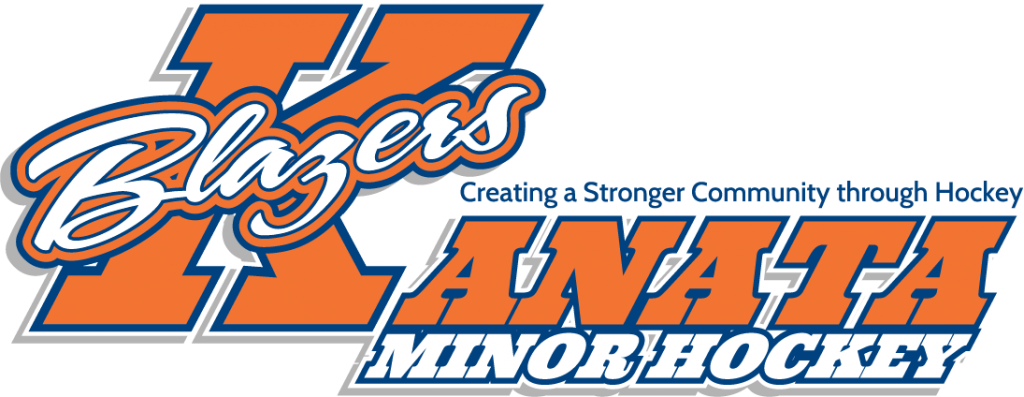 Blazers
Creating a Stronger Community through Hockey
KANATA
MINOR HOCKEY